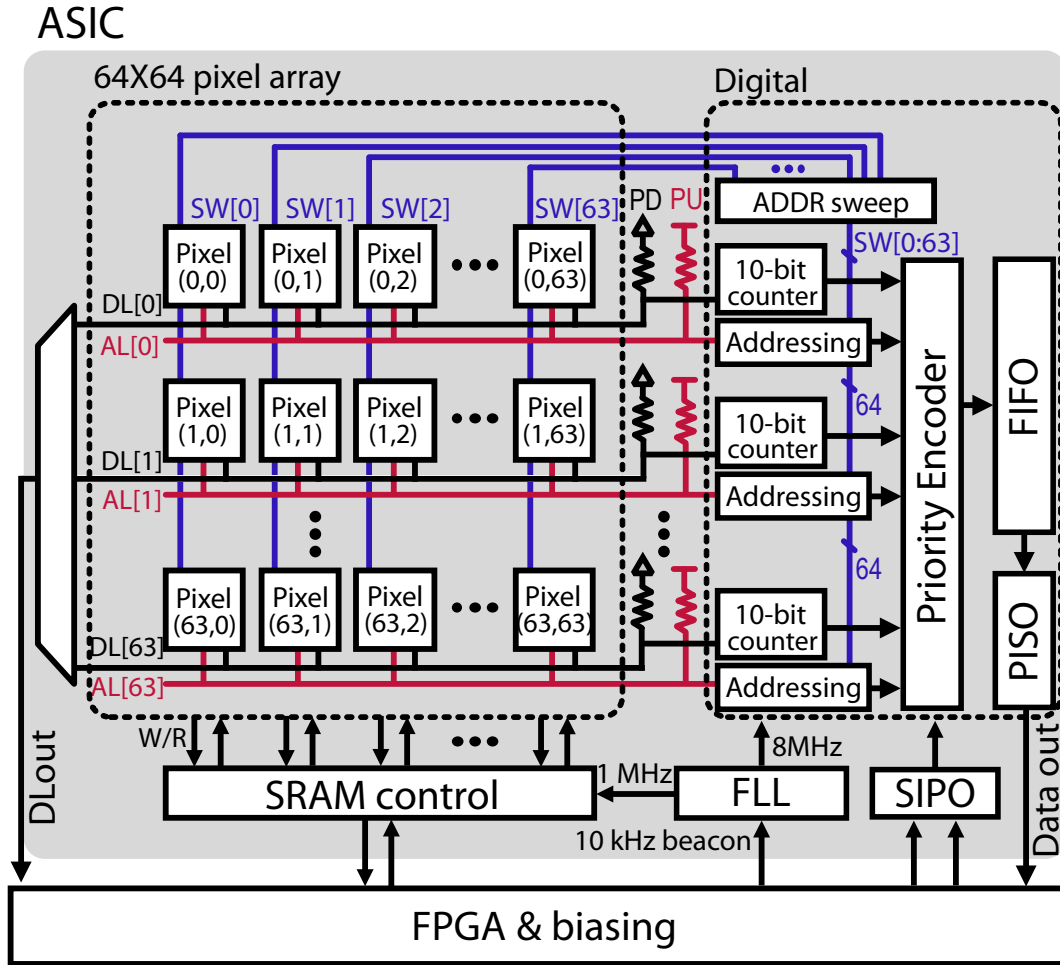 ASIC
64X64 pixel array
Digital
SW[0]
SW[1]
SW[2]
SW[63]
PD
PU
ADDR sweep
SW[0:63]
Pixel
(0,0)
Pixel
(0,1)
Pixel
(0,2)
Pixel
(0,63)
10-bit
counter
DL[0]
AL[0]
Addressing
64
Pixel
(1,0)
Pixel
(1,1)
Pixel
(1,2)
Pixel
(1,63)
10-bit
counter
DL[1]
AL[1]
Addressing
64
Pixel
(63,0)
Pixel
(63,1)
Pixel
(63,2)
Pixel
(63,63)
10-bit
counter
DL[63]
AL[63]
Addressing
Priority Encoder
FIFO
PISO
DLout
W/R
SRAM control
1 MHz
8MHz
FLL
10 kHz beacon
SIPO
Data out
FPGA & biasing